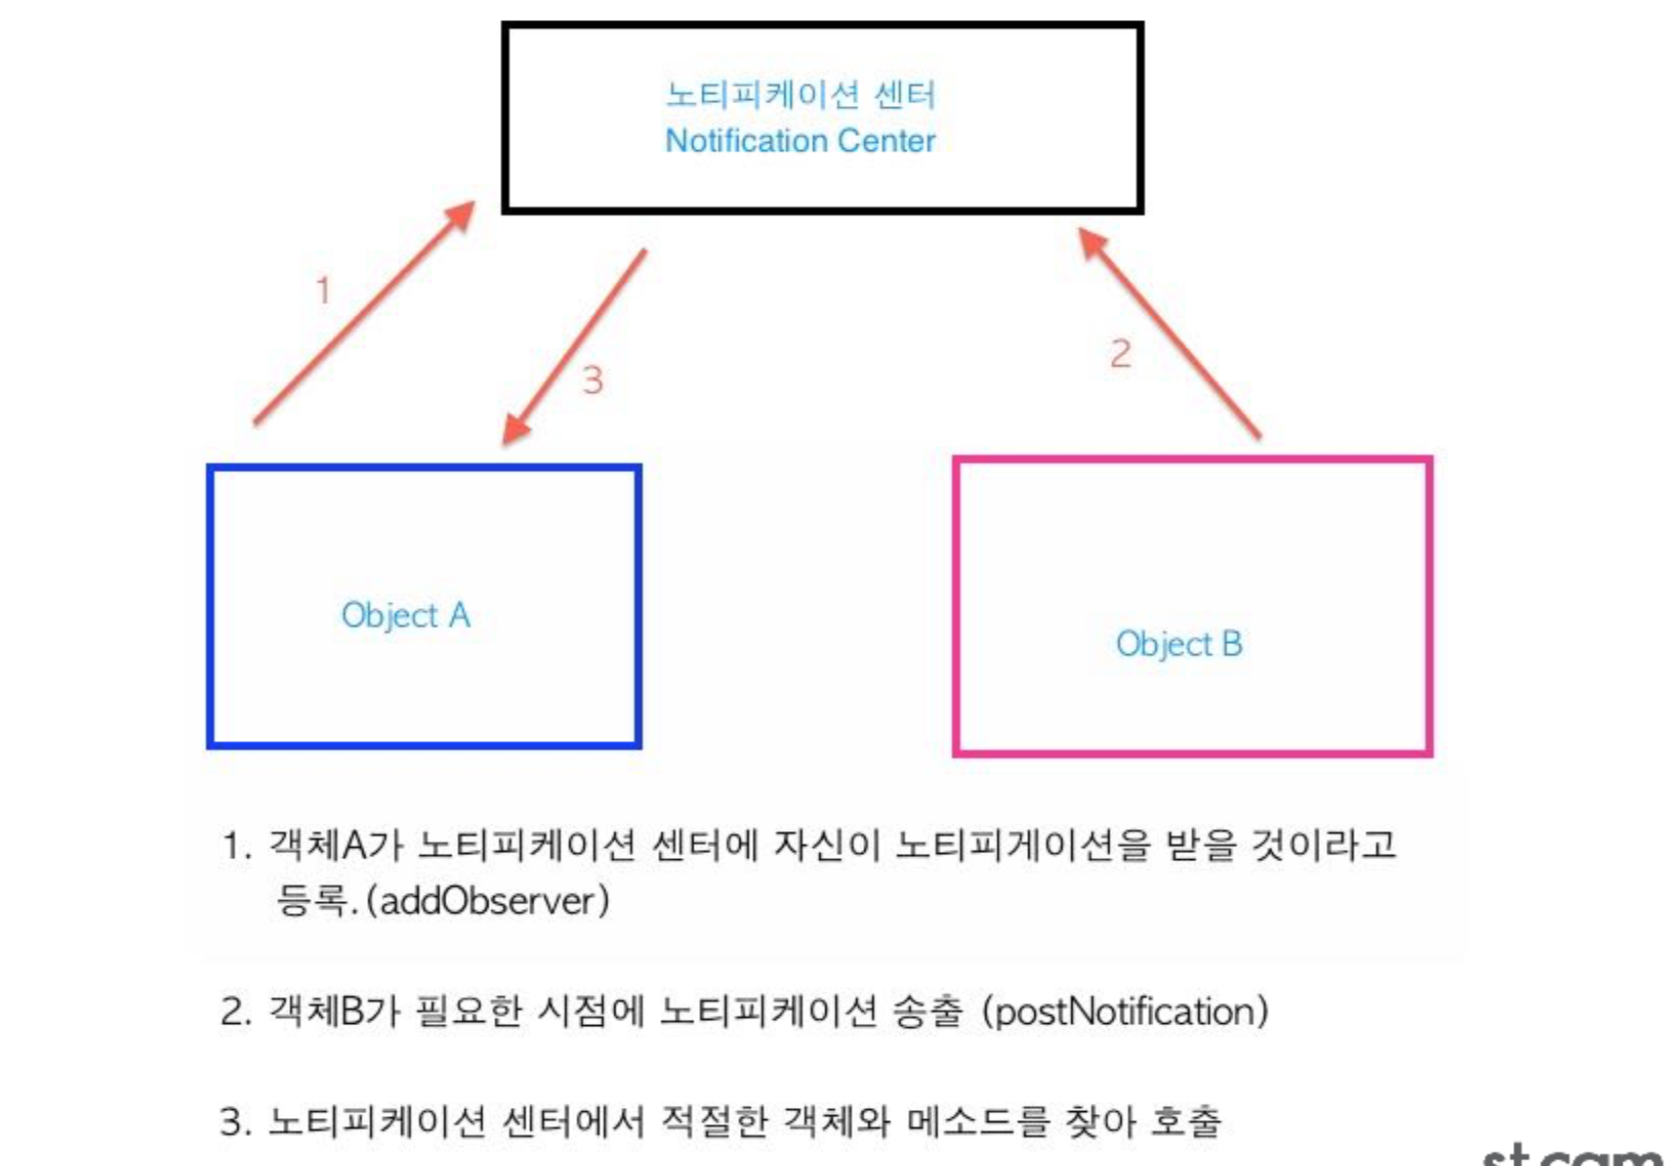 노티피케이션 센터
Notification Center
1
3
2
Object A
Object B
1. 객체A가 노티피케이션 센터에 자신이 노티피게이션을 받을 것이라고
등록.(addObserver)
2. 객체B가 필요한 시점에 노티피케이션 송출 (postNotification)
3. 노티피케이션 센터에서 적절한 객체와 메소드를 찾아 호출